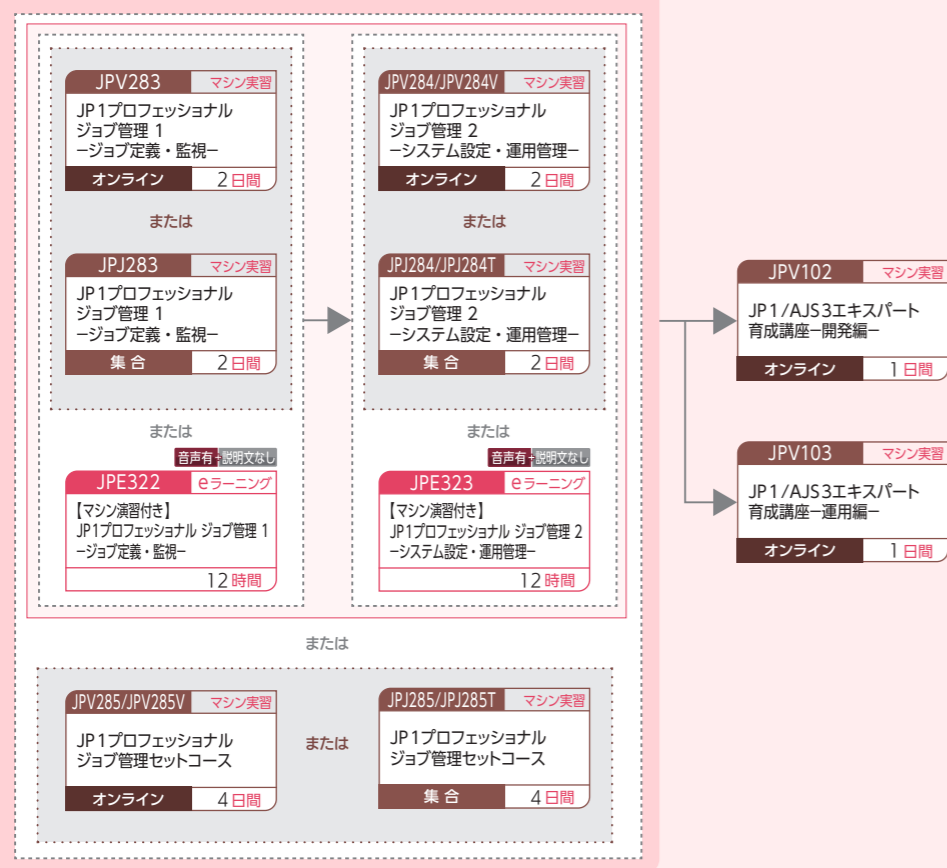 JPV283 マシン実習
JP1プロフェッショナル
ジョブ管理 1
−ジョブ定義・監視−
オンライン 2日間
または
JPJ283 マシン実習
JP1プロフェッショナル
ジョブ管理 1
−ジョブ定義・監視−
集合 2日間
または
音声有+説明文なし
JPE322 eラーニング
【マシン演習付き】
JP1プロフェッショナル ジョブ管理 1
−ジョブ定義・監視−
12時間
JPV284/JPV284V マシン実習
JP1プロフェッショナル
ジョブ管理 2
−システム設定・運用管理−
オンライン 2日間
または
JPJ284/JPJ284T マシン実習
JP1プロフェッショナル
ジョブ管理 2
−システム設定・運用管理−
集合 2日間
または
音声有+説明文なし
JPE323 eラーニング
【マシン演習付き】
JP1プロフェッショナル ジョブ管理 2
−システム設定・運用管理−
12時間
または
JPV285/JPV285V マシン実習
JP1プロフェッショナル
ジョブ管理セットコース
オンライン 4日間
または
JPJ285/JPJ285T マシン実習
JP1プロフェッショナル
ジョブ管理セットコース
集合 4日間
JPV102 マシン実習
JP1/AJS3エキスパート
育成講座−開発編−
オンライン 1日間
JPV103 マシン実習
JP1/AJS3エキスパート
育成講座−運用編−
オンライン 1日間